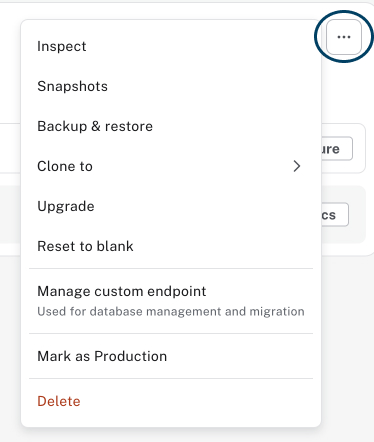 Inspect
Snapshots
Backup & restore
Clone to
Upgrade
Reset to blank
Manage custom endpoint
Used for database management and migration
Mark as Production
Delete
...
ure
cs